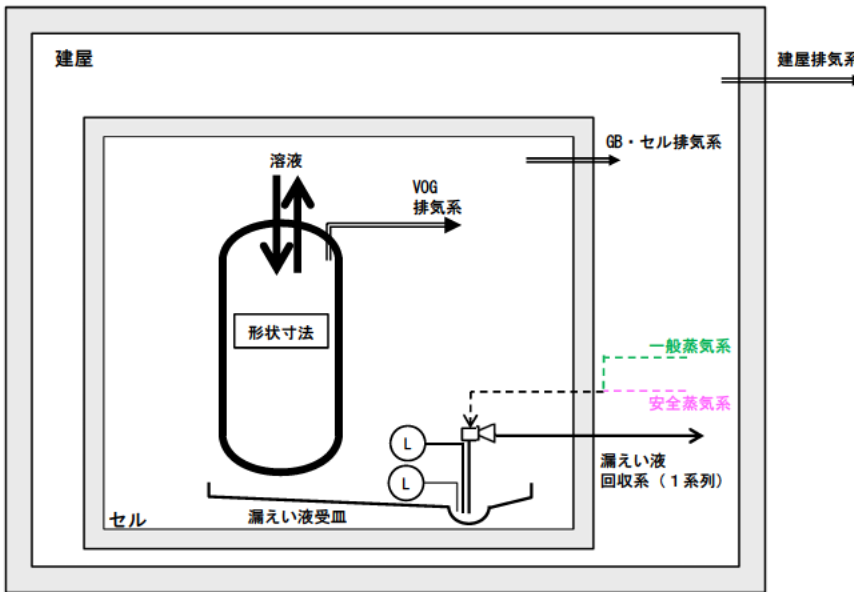 建屋
建屋排気系
GB・セル排気系
溶液
VOG
排気系
形状寸法
一般蒸気系
安全蒸気系
L
L
漏えい液
回収系（１系列）
漏えい液受皿
セル